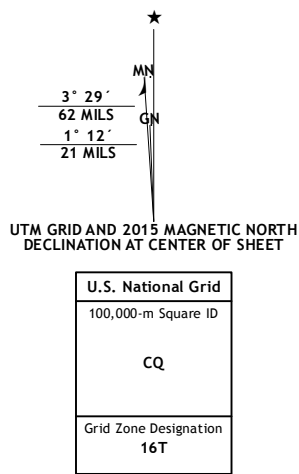 MN
3° 29´
62 MILS
GN
1° 12´
21 MILS
UTM GRID AND 2015 MAGNETIC NORTH
DECLINATION AT CENTER OF SHEET
U.S. National Grid
100,000-m Square ID
CQ
Grid Zone Designation
16T